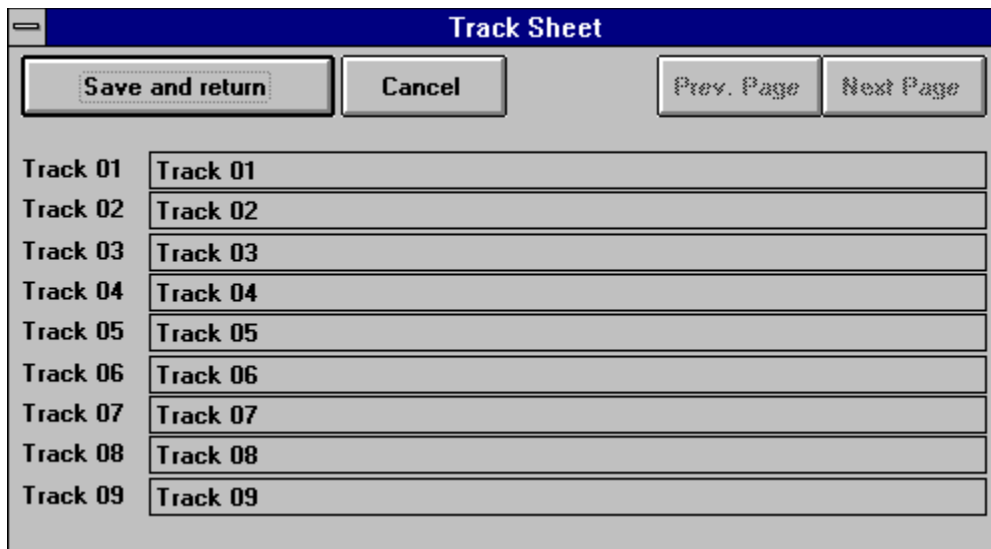 Track Sheet
Save and return Cancel Prev. Page Next Page
Track 01 Track 01
Track 02 Track 02
Track 03 Track 03
Track 04 Track 04
Track 05 Track 05
Track 06 Track 06
Track 07 Track 07
Track 08 Track 08
Track 09 Track 09